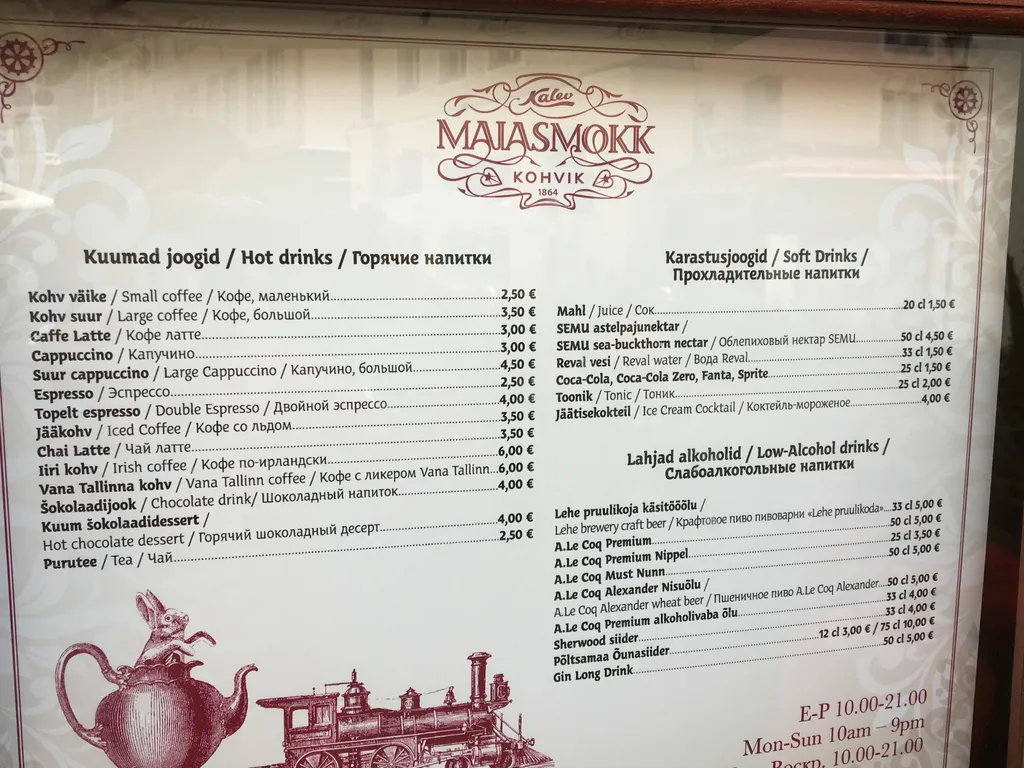 Kalev
MAIASMOKK
KOHVIK
1864
Kuumad joogid / Hot drinks / Горячие напитки
Kohv väike / Small coffee / Кофе, маленький 2,50 €
Kohv suur / Large coffee / Кофе, большой 3,50 €
Caffe Latte / Кофе латте 3,00 €
Cappuccino / Капучино 3,00 €
Suur cappuccino / Large Cappuccino / Капучино, большой 4,50 €
Espresso / Эспрессо 2,50 €
Topelt espresso / Double Espresso / Двойной эспрессо 4,00 €
Jääkohv / Iced Coffee / Кофе со льдом 3,50 €
Chai Latte / Чай латте 3,50 €
Iiri kohv / Irish coffee / Кофе по-ирландски 6,00 €
Vana Tallinna kohv / Vana Tallinn coffee / Кофе с ликером Vana Tallinn 6,00 €
Šokolaadijook / Chocolate drink/ Шоколадный напиток 4,00 €
Kuum šokolaadidessert /
Hot chocolate dessert / Горячий шоколадный десерт 4,00 €
Purutee / Tea / Чай 2,50 €
Karastusjoogid / Soft Drinks /
Прохладительные напитки
Mahl / Juice / Сок 20 cl 1,50 €
SEMU astelpajunektar /
SEMU sea-buckthorn nectar / Облепиховый нектар SEMU 50 cl 4,50 €
Reval vesi / Reval water / Вода Reval 33 cl 1,50 €
Coca-Cola, Coca-Cola Zero, Fanta, Sprite 25 cl 1,50 €
Toonik / Tonic / Тоник 25 cl 2,00 €
Jäätisekokteil / Ice Cream Cocktail / Коктейль-мороженое 4,00 €
Lahjad alkoholid / Low-Alcohol drinks /
Слабоалкогольные напитки
Lehe pruulikoja käsitööõlu /
Lehe brewery craft beer / Крафтовое пиво пивоварни «Lehe pruulikoda» 33 cl 5,00 €
A.Le Coq Premium 50 cl 5,00 €
A.Le Coq Premium Nippel 25 cl 3,50 €
A.Le Coq Must Nunn 50 cl 5,00 €
A.Le Coq Alexander Nisuõlu /
A.Le Coq Alexander wheat beer / Пшеничное пиво A.Le Coq Alexander 50 cl 5,00 €
A.Le Coq Premium alkoholivaba õlu 33 cl 4,00 €
Sherwood siider 33 cl 4,00 €
Põltsamaa Õunasiider 12 cl 3,00 € / 75 cl 10,00 €
Gin Long Drink 50 cl 5,00 €
E-P 10.00-21.00
Mon-Sun 10am – 9pm
Воскр. 10.00-21.00